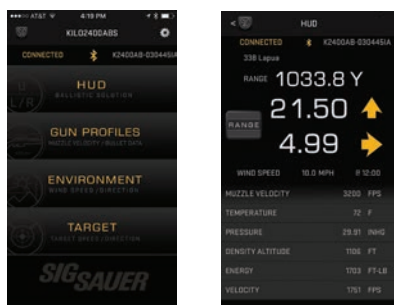 AT&T
4:19 PM
KILO2400ABS
CONNECTED K2400AB-030445IA
U
L/R
HUD
BALLISTIC SOLUTION
GUN PROFILES
MUZZLE VELOCITY / BULLET DATA
ENVIRONMENT
WIND SPEED / DIRECTION
TARGET
TARGET SPEED / DIRECTION
SIG SAUER
< HUD
CONNECTED K2400AB-030445IA
338 Lapua
RANGE 1033.8 Y
21.50
RANGE
4.99
WIND SPEED 10.0 MPH @ 12:00
MUZZLE VELOCITY 3200 FPS
TEMPERATURE 72 F
PRESSURE 29.91 INHG
DENSITY ALTITUDE 1106 FT
ENERGY 1703 FT-LB
VELOCITY 1751 FPS